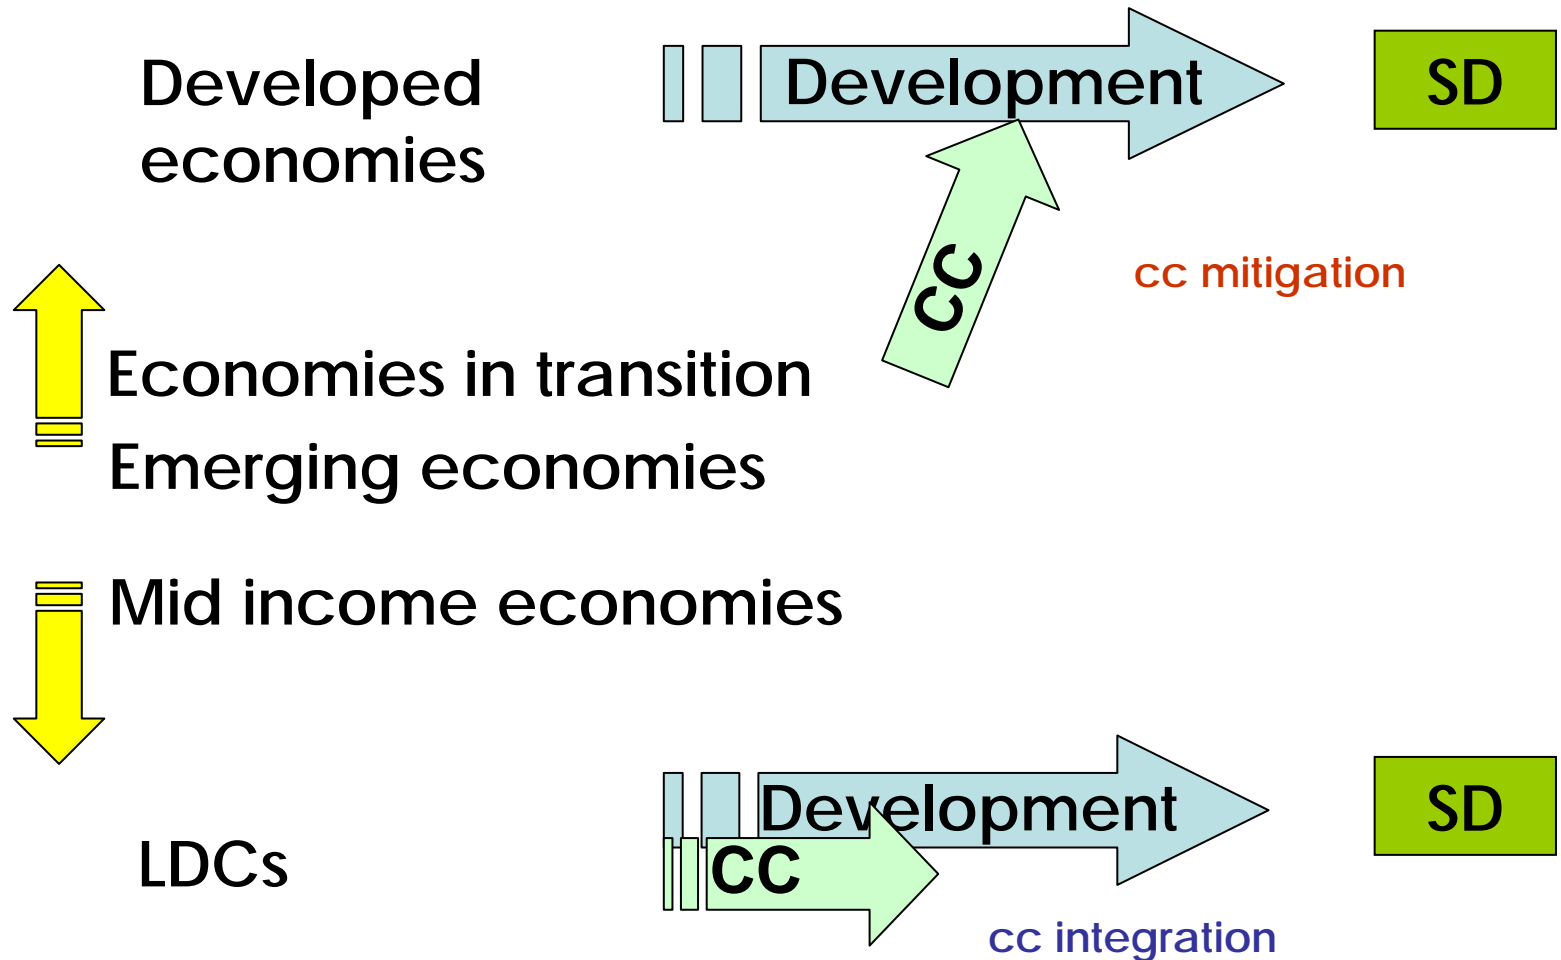 Developed
economies
Development
SD
CC
cc mitigation
Economies in transition
Emerging economies
Mid income economies
Development
SD
LDCs
CC
cc integration